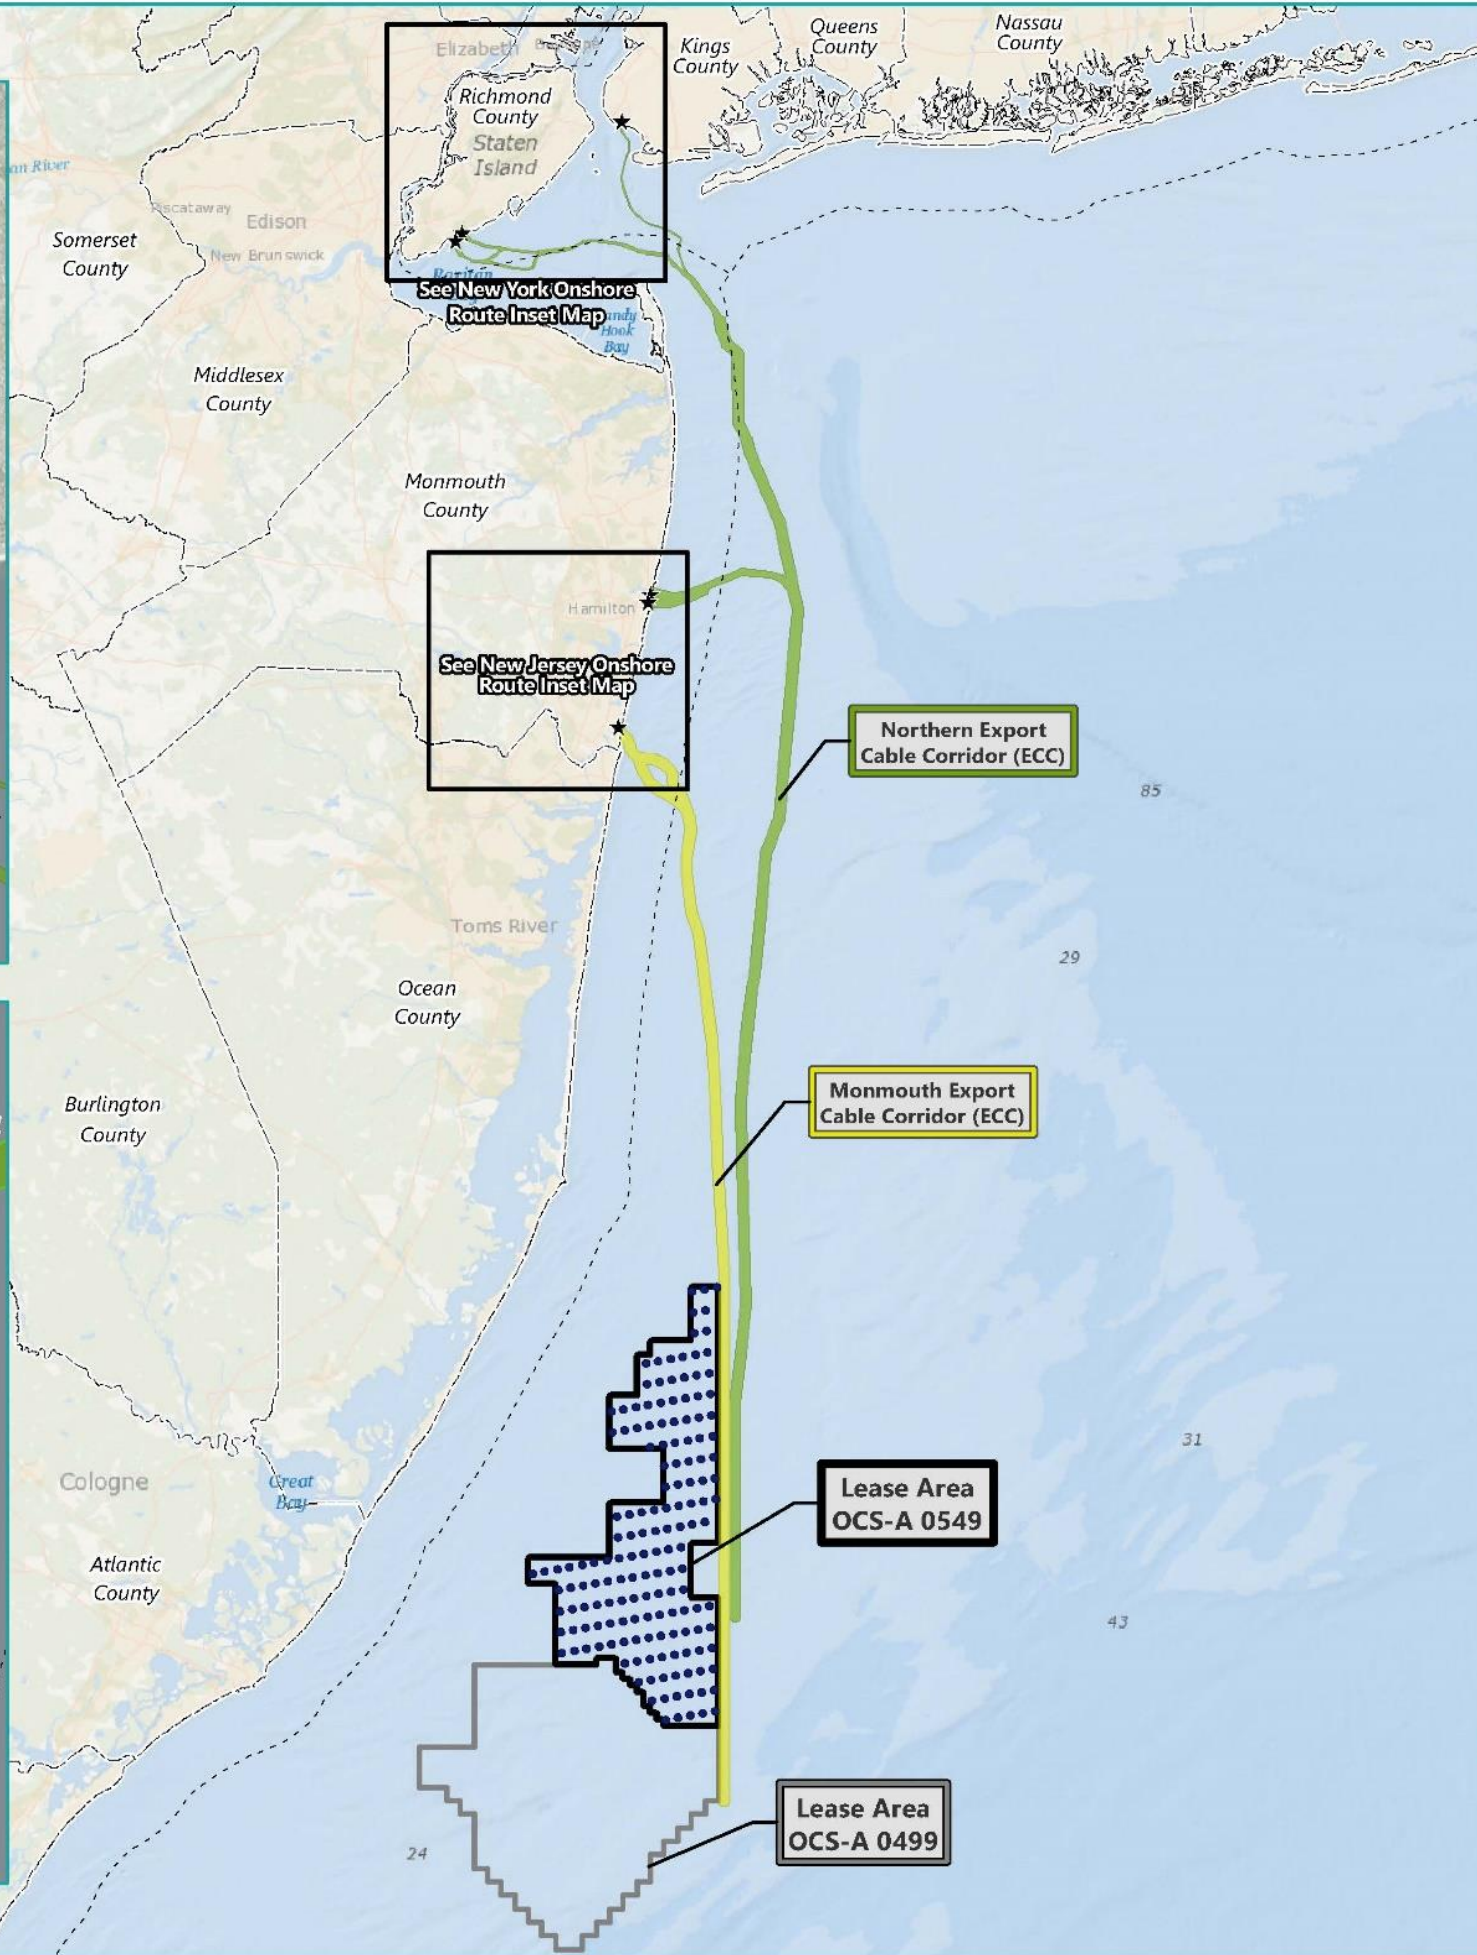 Queens
County
Nassau
County
Kings
County
Elizabeth
Richmond
County
Staten
Island
Piscataway
Edison
New Brunswick
Somerset
County
Raritan
See New York Onshore
Route Inset Map
Hook
Bay
Middlesex
County
Monmouth
County
Hamilton
See New Jersey Onshore
Route Inset Map
Northern Export
Cable Corridor (ECC)
85
Toms River
29
Ocean
County
Monmouth Export
Cable Corridor (ECC)
Burlington
County
31
Cologne
Great
Bay
Lease Area
OCS-A 0549
Atlantic
County
43
Lease Area
OCS-A 0499
24